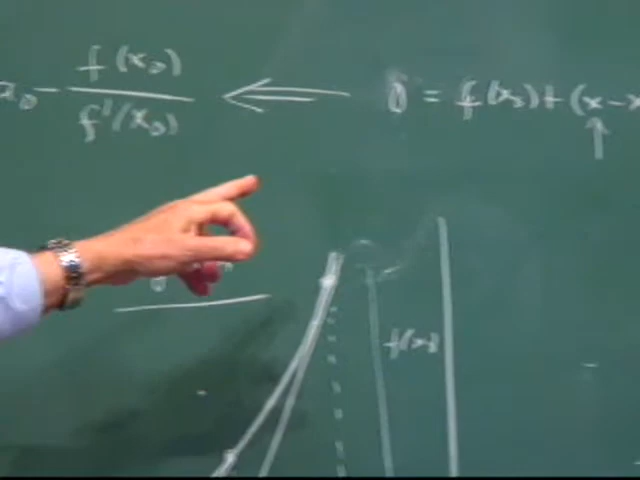 x₀ - f(x₀) / f'(x₀) ⟸ 0 = f(x₀) + (x - x
↑
f(x)